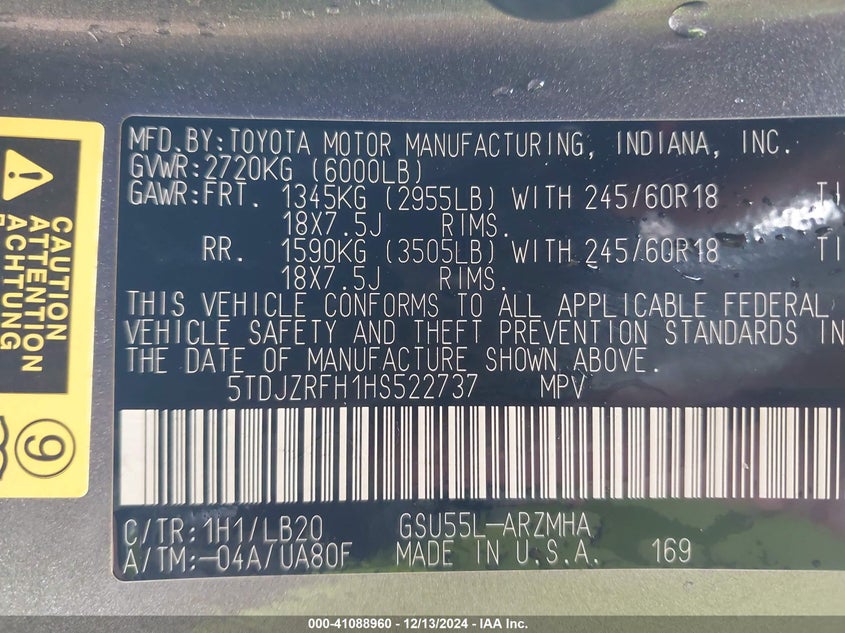 MFD.BY:TOYOTA MOTOR MANUFACTURING, INDIANA, INC.
GVWR:2720KG (6000LB)
GAWR:FRT. 1345KG (2955LB) WITH 245/60R18 TI
18X7.5J RIMS.
RR. 1590KG (3505LB) WITH 245/60R18 TI
18X7.5J RIMS.
THIS VEHICLE CONFORMS TO ALL APPLICABLE FEDERAL
VEHICLE SAFETY AND THEFT PREVENTION STANDARDS IN
THE DATE OF MANUFACTURE SHOWN ABOVE.
5TDJZRFH1HS522737 MPV
C/TR:1H1/LB20 GSU55L-ARZMHA
A/TM:-04A/UA80F MADE IN U.S.A. 169
CAUTION
ATTENTION
ACHTUNG
9
000-41088960 - 12/13/2024 - IAA Inc.